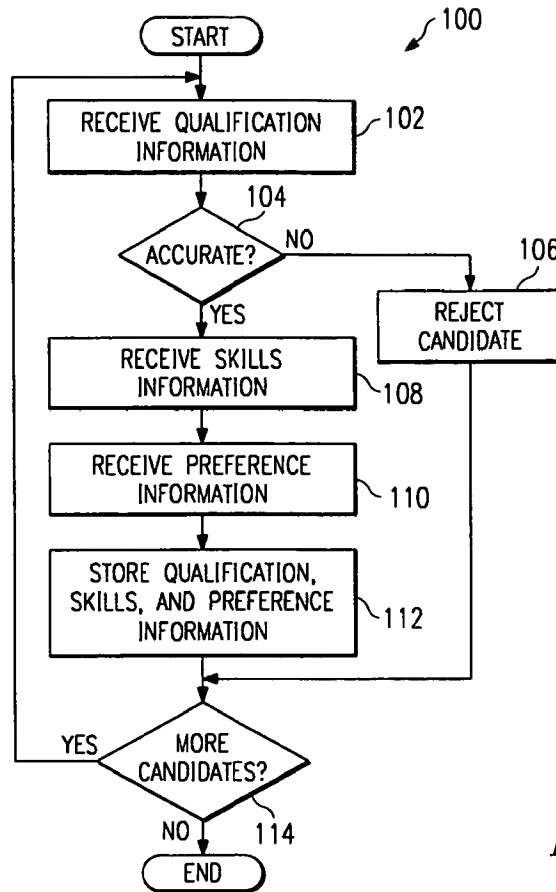 START
100
RECEIVE QUALIFICATION
INFORMATION
102
104
ACCURATE?
NO
YES
106
REJECT
CANDIDATE
RECEIVE SKILLS
INFORMATION
108
RECEIVE PREFERENCE
INFORMATION
110
STORE QUALIFICATION,
SKILLS, AND PREFERENCE
INFORMATION
112
YES
MORE
CANDIDATES?
114
NO
END